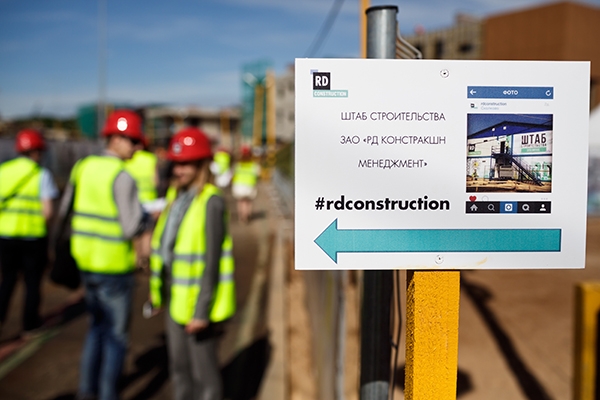 RD
CONSTRUCTION
ШТАБ СТРОИТЕЛЬСТВА
ЗАО «РД КОНСТРАКШН
МЕНЕДЖМЕНТ»
ФОТО
rdconstruction
ШТАБ
#rdconstruction